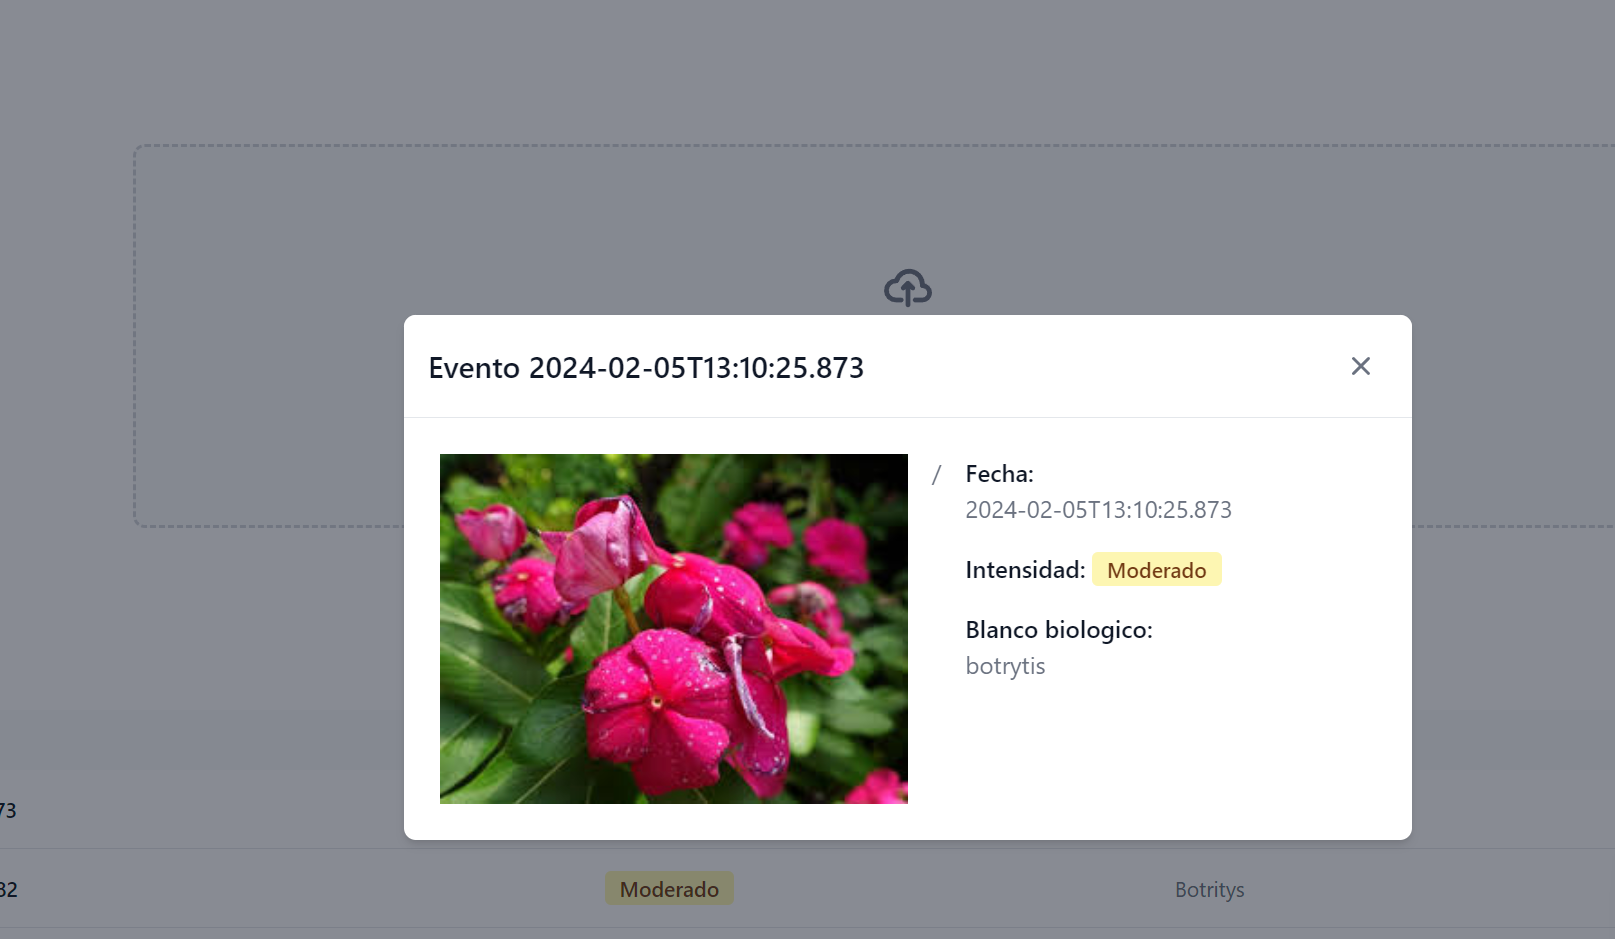 Evento 2024-02-05T13:10:25.873
/ Fecha:
2024-02-05T13:10:25.873
Intensidad: Moderado
Blanco biologico:
botrytis
73
32
Moderado
Botritys